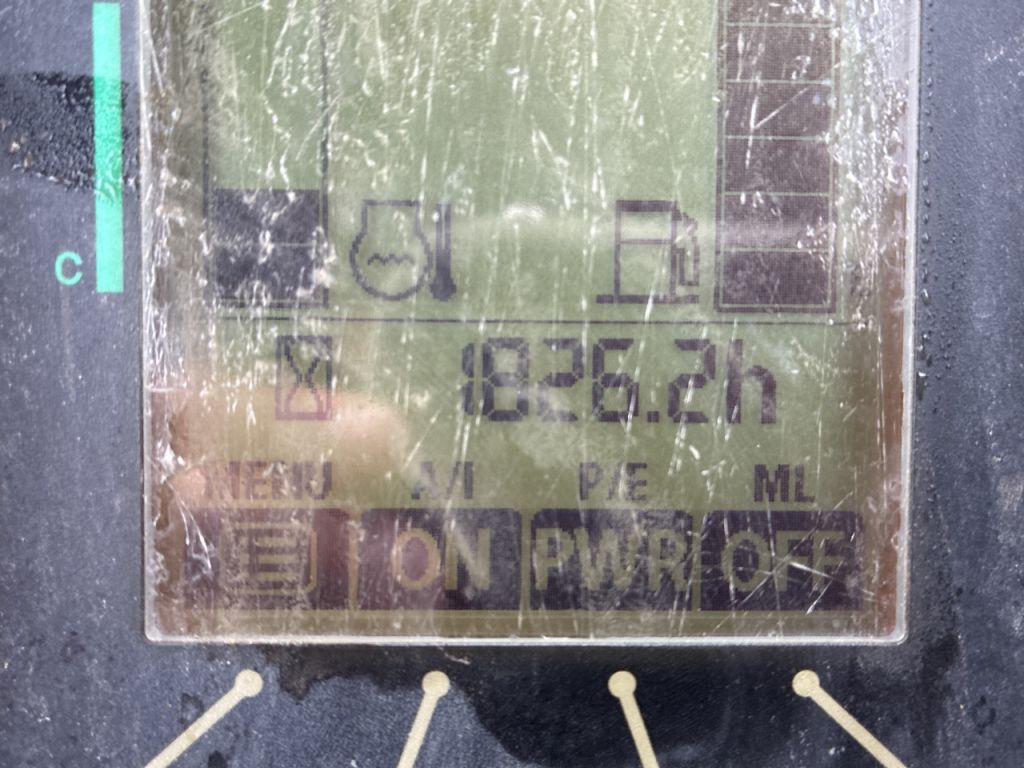 C
1826.2h
MENU A/I P/E ML
ON PWR OFF